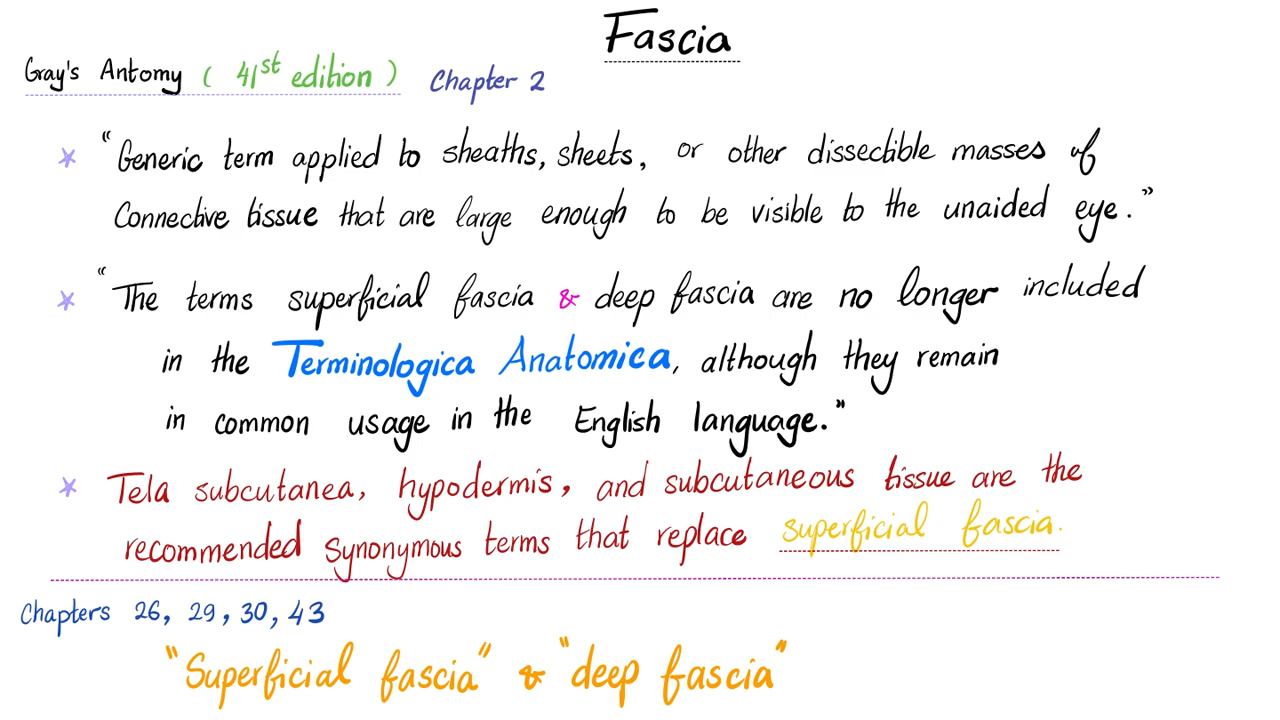 Fascia
Gray's Antomy ( 41st edition ) Chapter 2
* "Generic term applied to sheaths, sheets, or other dissectible masses of
Connective tissue that are large enough to be visible to the unaided eye."
* "The terms superficial fascia & deep fascia are no longer included
in the Terminologica Anatomica, although they remain
in common usage in the English language."
* Tela subcutanea, hypodermis, and subcutaneous tissue are the
recommended synonymous terms that replace superficial fascia.
Chapters 26, 29, 30, 43
"Superficial fascia" & "deep fascia"